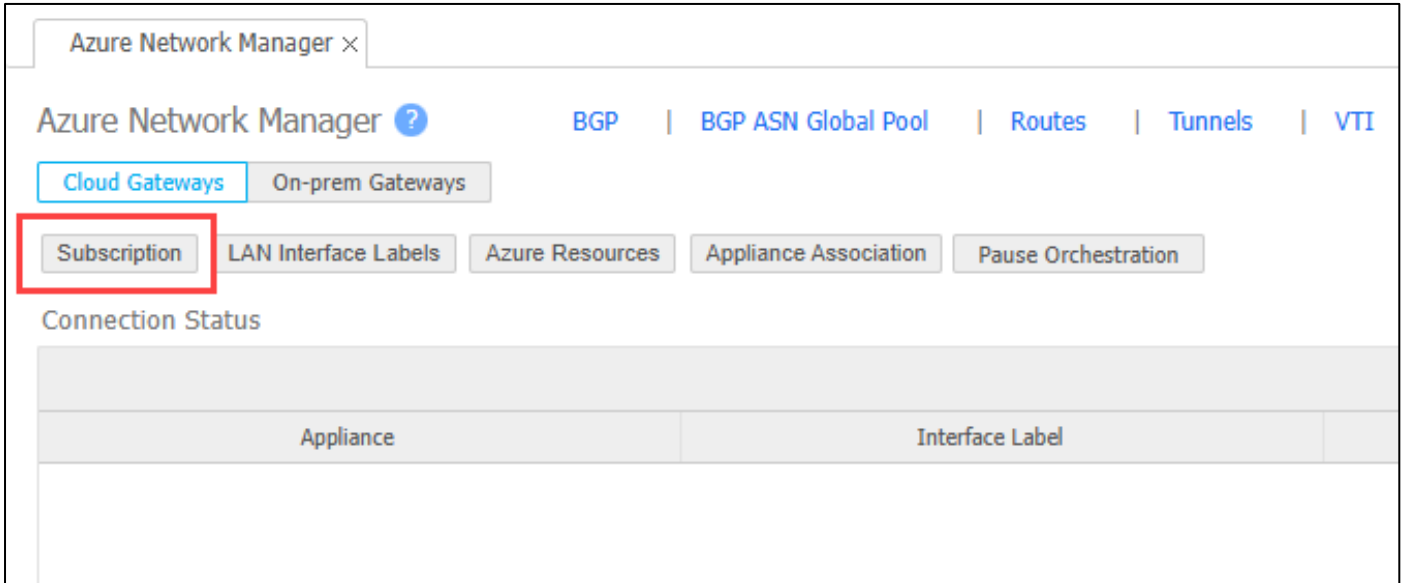 Azure Network Manager ×
Azure Network Manager ? BGP | BGP ASN Global Pool | Routes | Tunnels | VTI
Cloud Gateways On-prem Gateways
Subscription LAN Interface Labels Azure Resources Appliance Association Pause Orchestration
Connection Status
Appliance Interface Label